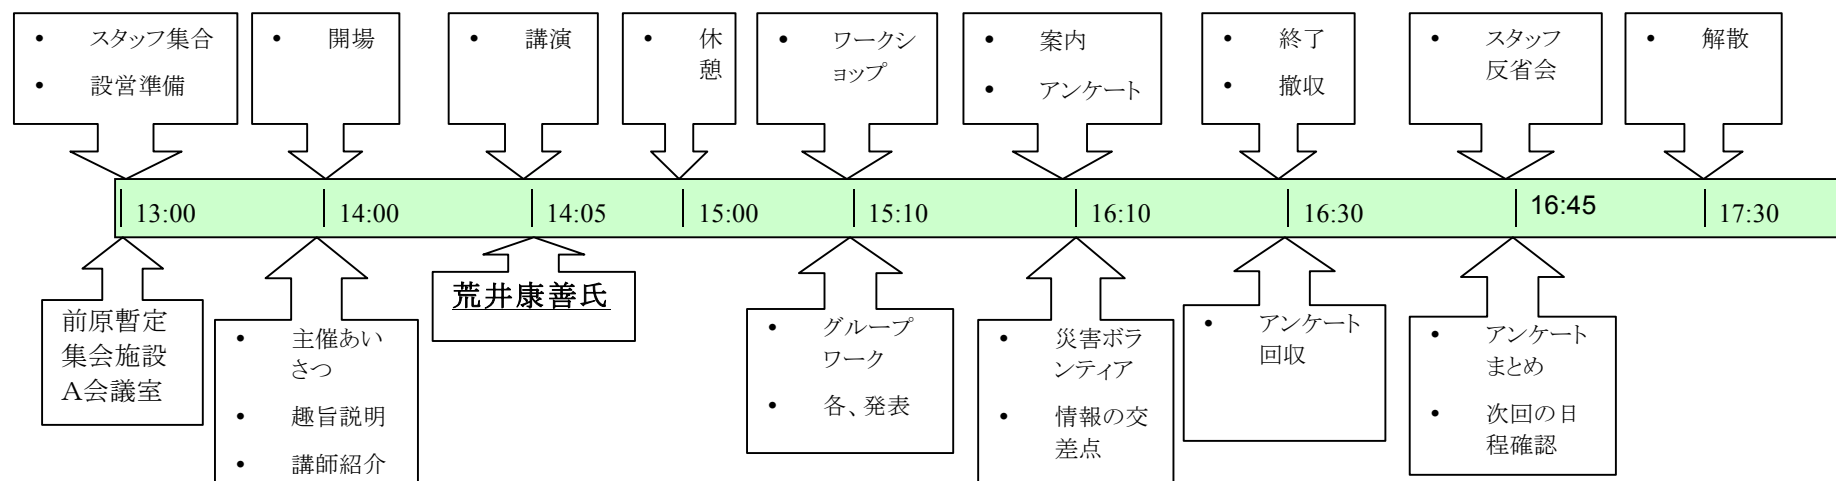 スタッフ集合
設営準備
開場
講演
休
憩
ワークシ
ョップ
案内
アンケート
終了
撤収
スタッフ
反省会
解散
13:00
14:00
14:05
15:00
15:10
16:10
16:30
16:45
17:30
前原暫定
集会施設
A会議室
主催あい
さつ
趣旨説明
講師紹介
荒井康善氏
グループ
ワーク
各、発表
災害ボラ
ンティア
情報の交
差点
アンケート
回収
アンケート
まとめ
次回の日
程確認